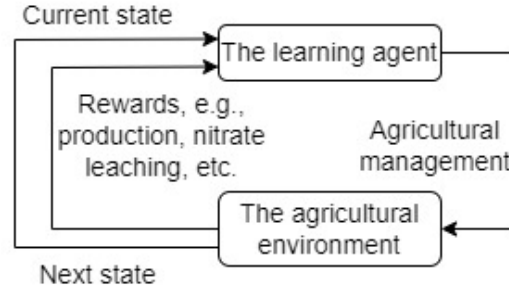 Current state
The learning agent
Rewards, e.g.,
production, nitrate
leaching, etc.
Agricultural
management
The agricultural
environment
Next state